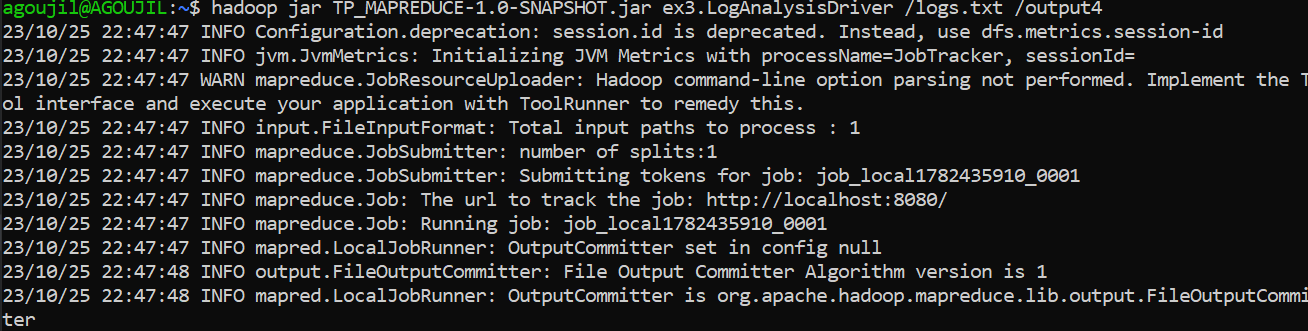 agoujil@AGOUJIL:~$ hadoop jar TP_MAPREDUCE-1.0-SNAPSHOT.jar ex3.LogAnalysisDriver /logs.txt /output4
23/10/25 22:47:47 INFO Configuration.deprecation: session.id is deprecated. Instead, use dfs.metrics.session-id
23/10/25 22:47:47 INFO jvm.JvmMetrics: Initializing JVM Metrics with processName=JobTracker, sessionId=
23/10/25 22:47:47 WARN mapreduce.JobResourceUploader: Hadoop command-line option parsing not performed. Implement the T
ol interface and execute your application with ToolRunner to remedy this.
23/10/25 22:47:47 INFO input.FileInputFormat: Total input paths to process : 1
23/10/25 22:47:47 INFO mapreduce.JobSubmitter: number of splits:1
23/10/25 22:47:47 INFO mapreduce.JobSubmitter: Submitting tokens for job: job_local1782435910_0001
23/10/25 22:47:47 INFO mapreduce.Job: The url to track the job: http://localhost:8080/
23/10/25 22:47:47 INFO mapreduce.Job: Running job: job_local1782435910_0001
23/10/25 22:47:47 INFO mapred.LocalJobRunner: OutputCommitter set in config null
23/10/25 22:47:48 INFO output.FileOutputCommitter: File Output Committer Algorithm version is 1
23/10/25 22:47:48 INFO mapred.LocalJobRunner: OutputCommitter is org.apache.hadoop.mapreduce.lib.output.FileOutputCommi
ter